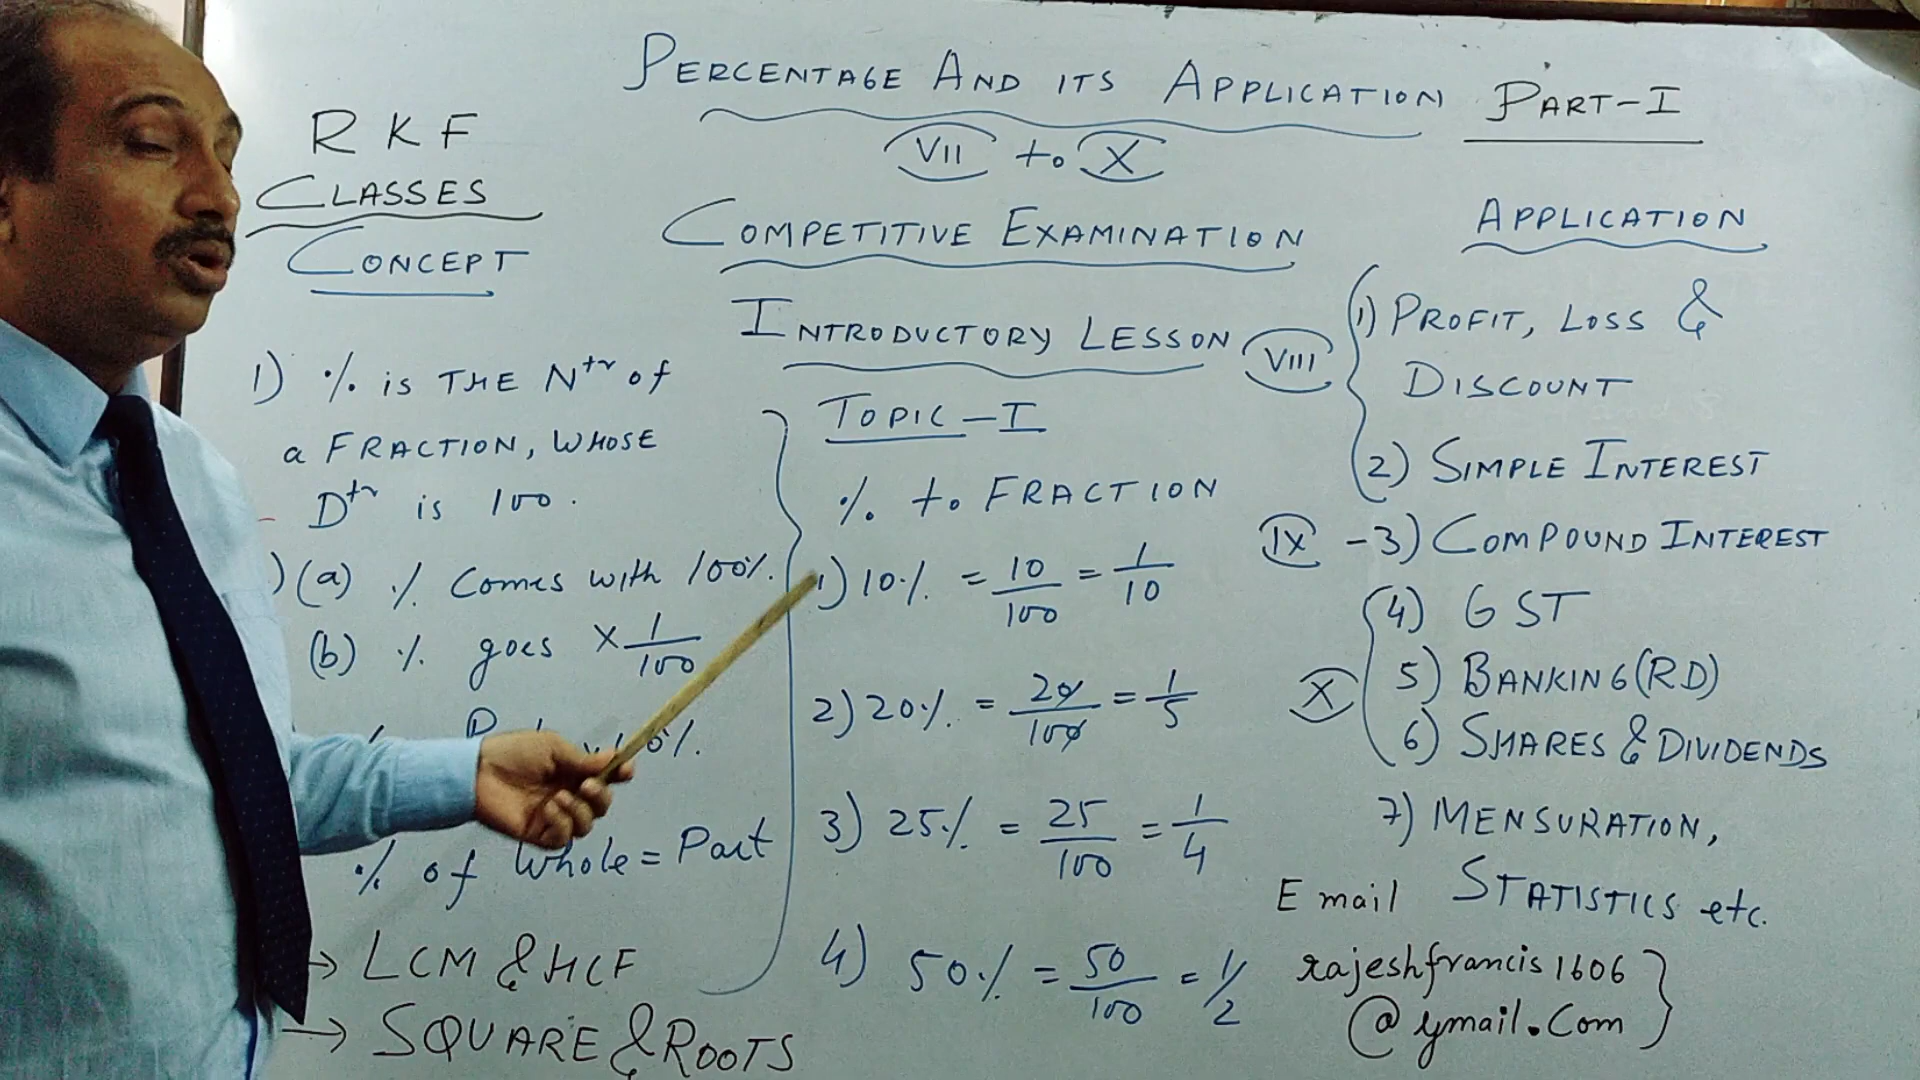 PERCENTAGE AND ITS APPLICATION PART-I
VII to X
COMPETITIVE EXAMINATION
INTRODUCTORY LESSON
RKF
CLASSES
CONCEPT
1) % is THE Ntr of
a FRACTION, WHOSE
Dtr is 100.
)(a) % Comes with 100%.
(b) % goes × 1/100
% of Whole = Part
→ LCM & HCF
→ SQUARE & ROOTS
TOPIC-I
% to FRACTION
1) 10% = 10/100 = 1/10
2) 20% = 20/100 = 1/5
3) 25% = 25/100 = 1/4
4) 50% = 50/100 = 1/2
APPLICATION
VIII 1) PROFIT, LOSS &
DISCOUNT
2) SIMPLE INTEREST
IX -3) COMPOUND INTEREST
X 4) GST
5) BANKING (RD)
6) SHARES & DIVIDENDS
7) MENSURATION,
STATISTICS etc.
Email
rajeshfrancis1606
@ymail.Com